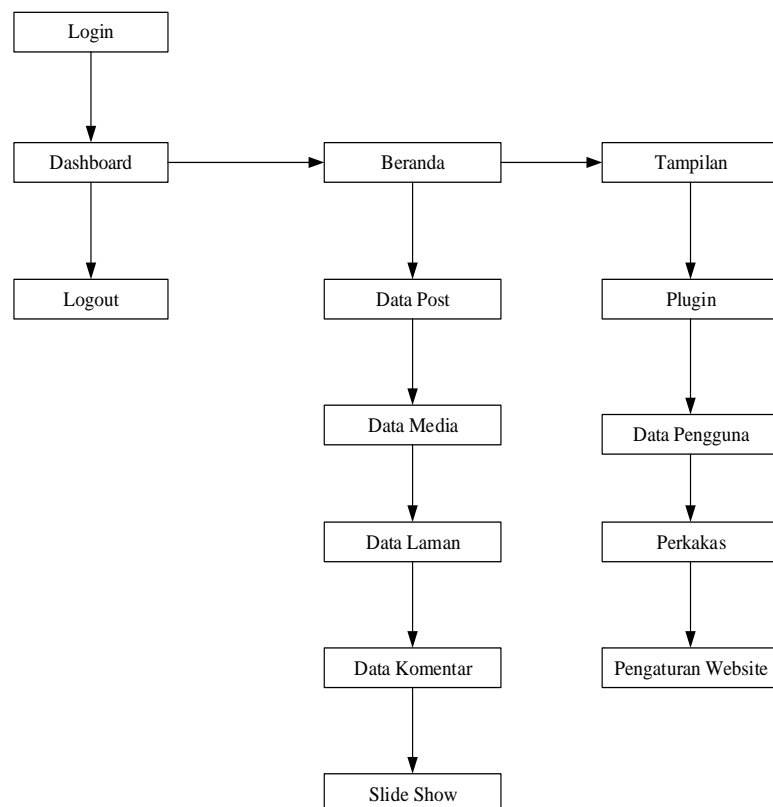 Login
Dashboard
Beranda
Tampilan
Logout
Data Post
Plugin
Data Media
Data Pengguna
Data Laman
Perkakas
Data Komentar
Pengaturan Website
Slide Show